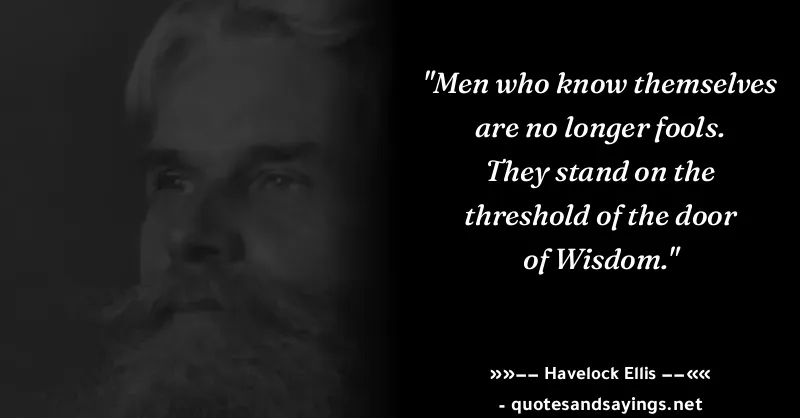 "Men who know themselves
are no longer fools.
They stand on the
threshold of the door
of Wisdom."
»»―― Havelock Ellis ――««
- quotesandsayings.net